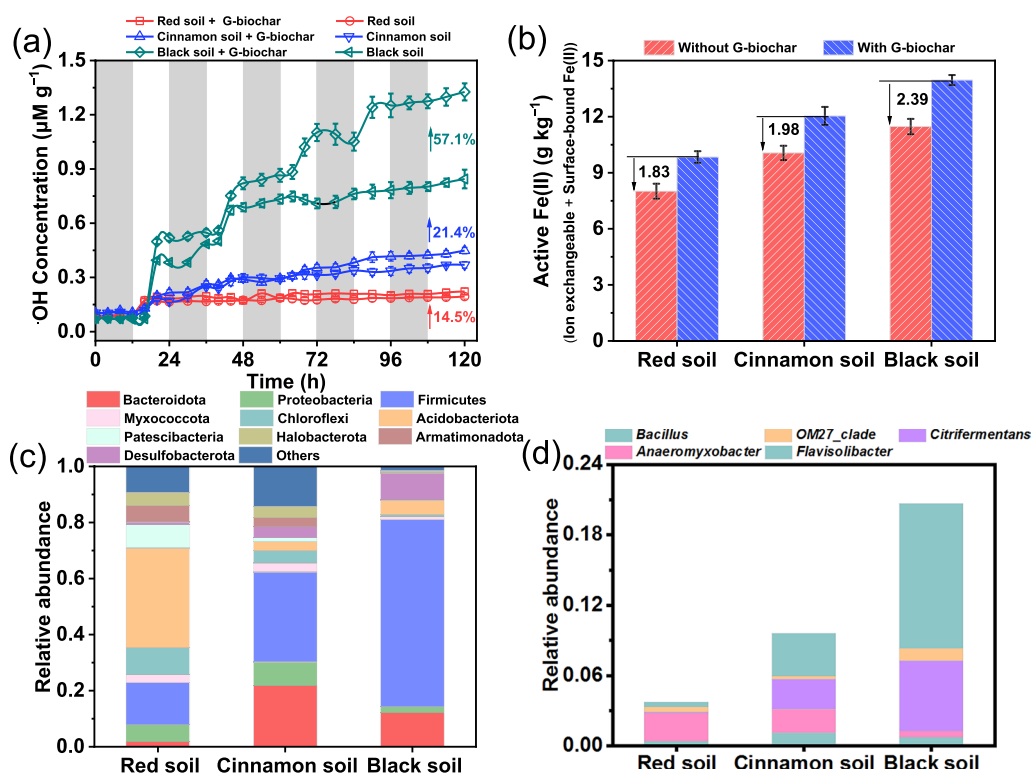 (a)
Red soil + G-biochar
Red soil
Cinnamon soil + G-biochar
Cinnamon soil
Black soil + G-biochar
Black soil
·OH Concentration (µM g⁻¹)
1.5
1.2
0.9
0.6
0.3
0.0
57.1%
21.4%
14.5%
0
24
48
72
96
120
Time (h)
(b)
Without G-biochar
With G-biochar
Active Fe(II) (g kg⁻¹)
(Ion exchangeable + Surface-bound Fe(II))
15
12
9
6
3
0
1.83
1.98
2.39
Red soil
Cinnamon soil
Black soil
Bacteroidota
Proteobacteria
Firmicutes
Myxococcota
Chloroflexi
Acidobacteriota
Patescibacteria
Halobacterota
Armatimonadota
Desulfobacterota
Others
(c)
Relative abundance
1.0
0.8
0.6
0.4
0.2
0.0
Red soil
Cinnamon soil
Black soil
Bacillus
OM27_clade
Citrifermentans
Anaeromyxobacter
Flavisolibacter
(d)
Relative abundance
0.24
0.18
0.12
0.06
0.00
Red soil
Cinnamon soil
Black soil